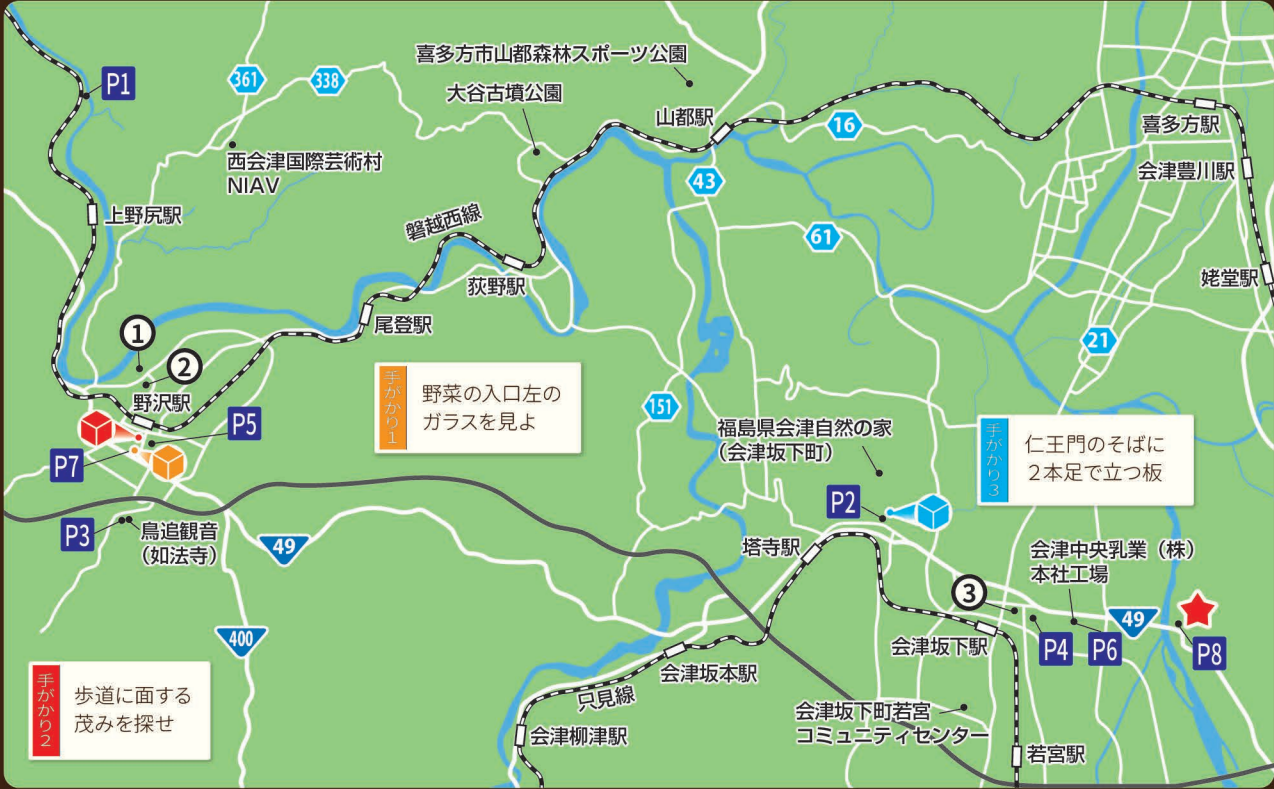 喜多方市山都森林スポーツ公園
P1
361
338
大谷古墳公園
山都駅
16
喜多方駅
西会津国際芸術村
NIAV
43
会津豊川駅
上野尻駅
磐越西線
61
荻野駅
姥堂駅
尾登駅
①
②
21
野沢駅
手がかり1
野菜の入口左の
ガラスを見よ
151
P5
福島県会津自然の家
(会津坂下町)
手がかり3
仁王門のそばに
2本足で立つ板
P7
P2
P3
鳥追観音
(如法寺)
49
塔寺駅
会津中央乳業(株)
本社工場
③
49
400
会津坂下駅
P4
P6
P8
手がかり2
歩道に面する
茂みを探せ
会津坂本駅
只見線
会津坂下町若宮
コミュニティセンター
会津柳津駅
若宮駅